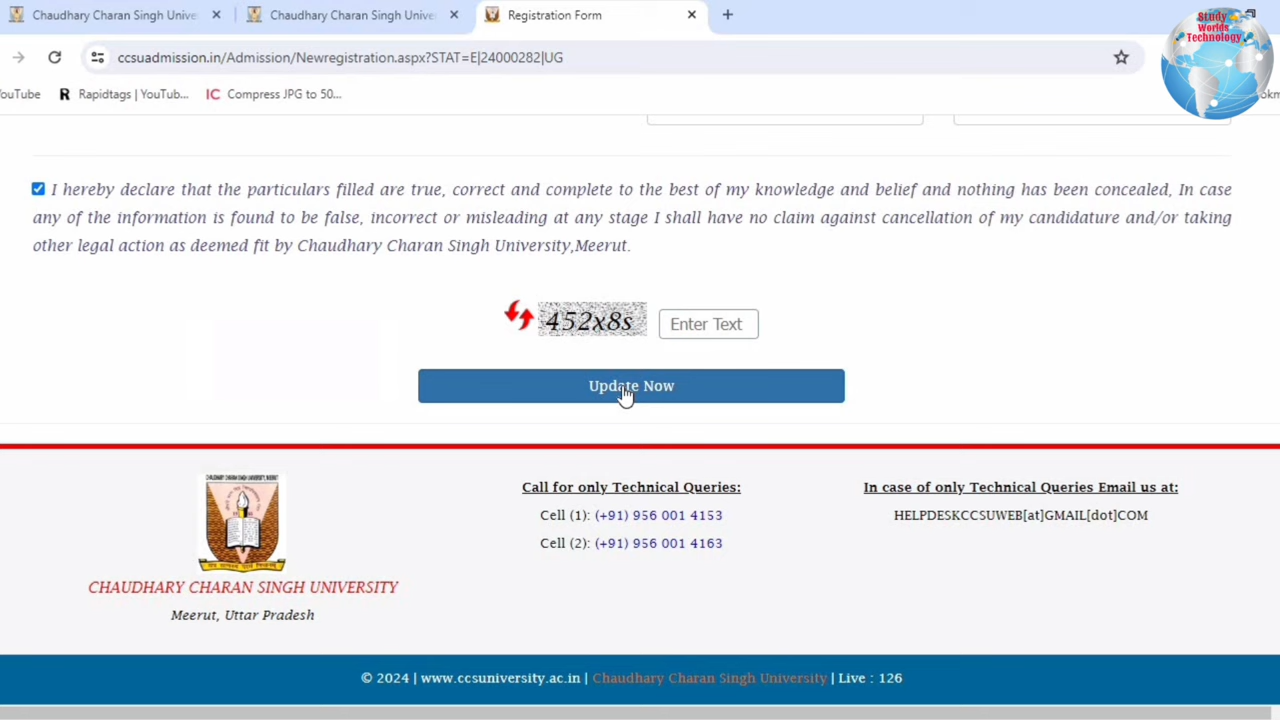 Chaudhary Charan Singh Unive
Chaudhary Charan Singh Unive
Registration Form
Study
Worlds
Technology
ccsuadmission.in/Admission/Newregistration.aspx?STAT=E|24000282|UG
ouTube
Rapidtags | YouTub...
IC Compress JPG to 50...
I hereby declare that the particulars filled are true, correct and complete to the best of my knowledge and belief and nothing has been concealed, In case
any of the information is found to be false, incorrect or misleading at any stage I shall have no claim against cancellation of my candidature and/or taking
other legal action as deemed fit by Chaudhary Charan Singh University,Meerut.
452x8s
Enter Text
Update Now
CHAUDHARY CHARAN SINGH UNIVERSITY
Meerut, Uttar Pradesh
Call for only Technical Queries:
Cell (1): (+91) 956 001 4153
Cell (2): (+91) 956 001 4163
In case of only Technical Queries Email us at:
HELPDESKCCSUWEB[at]GMAIL[dot]COM
© 2024 | www.ccsuniversity.ac.in | Chaudhary Charan Singh University | Live : 126